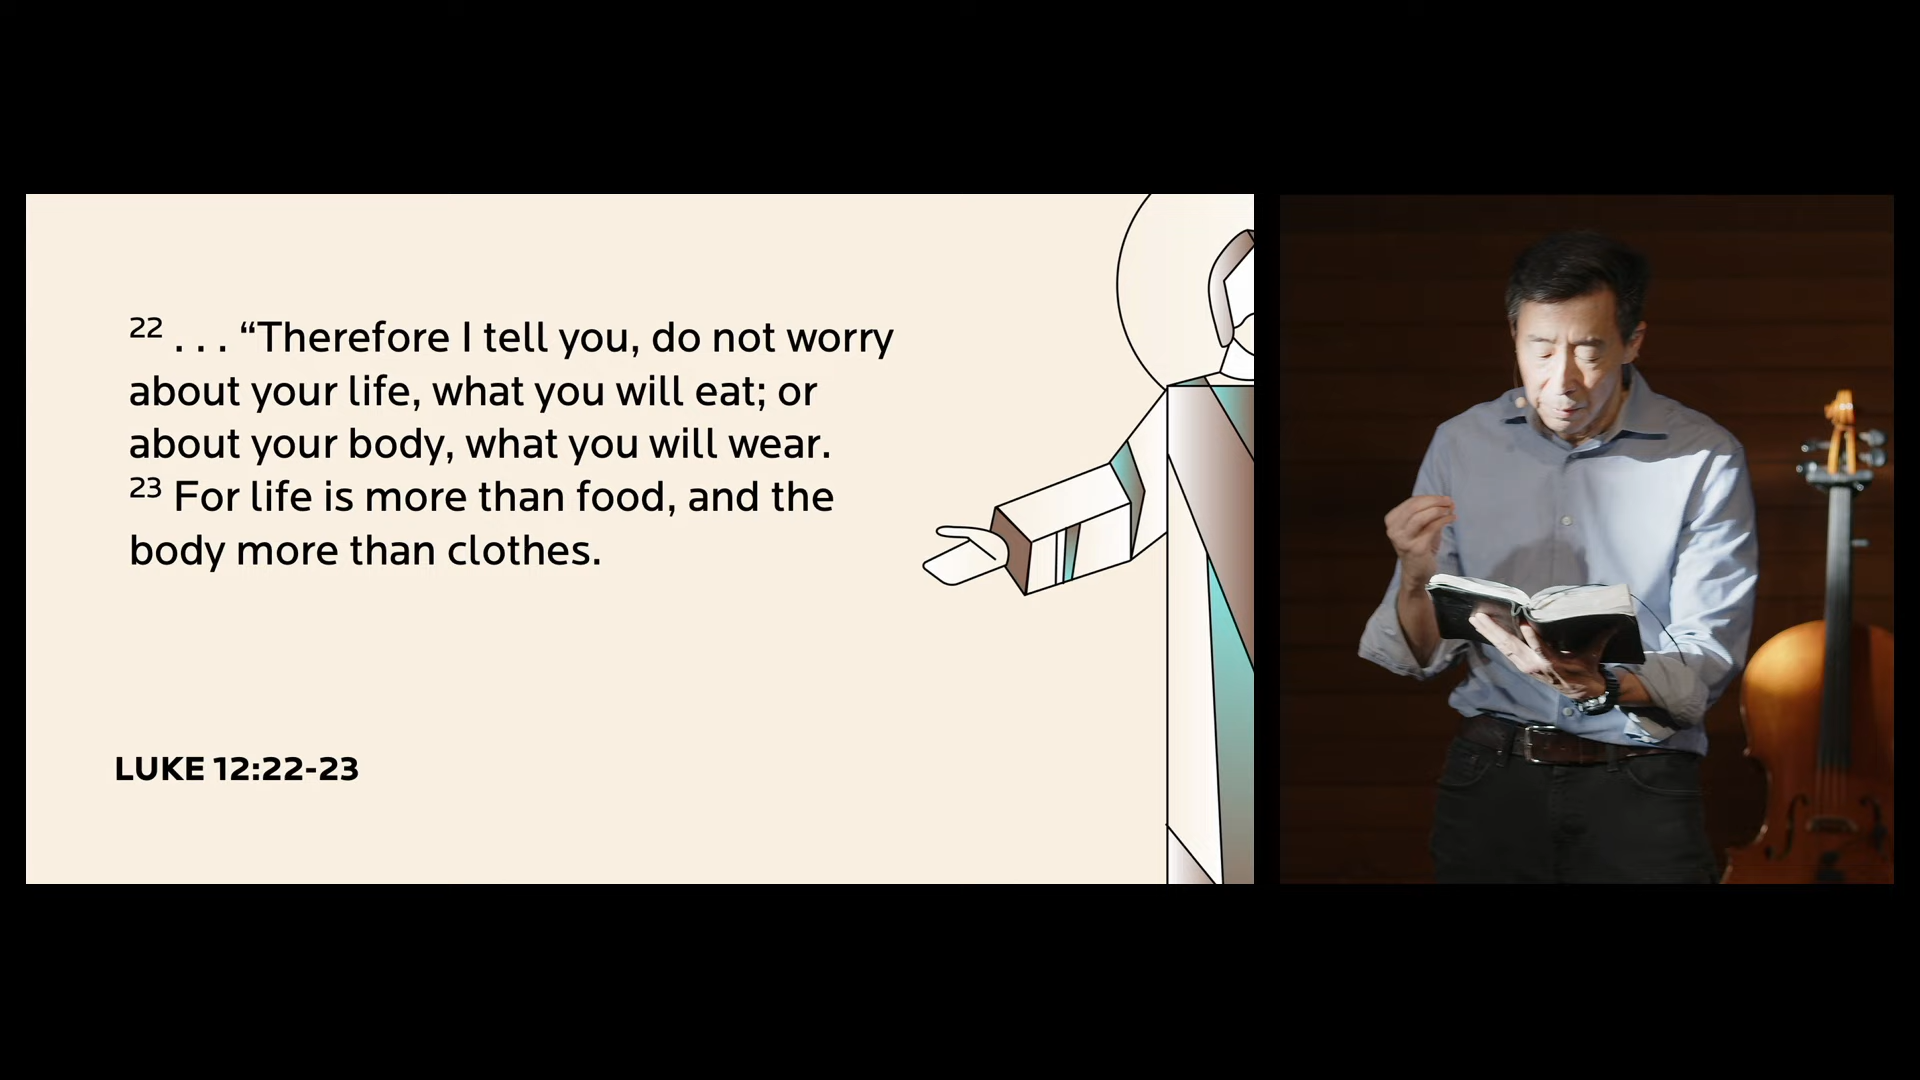 22 . . . “Therefore I tell you, do not worry
about your life, what you will eat; or
about your body, what you will wear.
23 For life is more than food, and the
body more than clothes.
LUKE 12:22-23